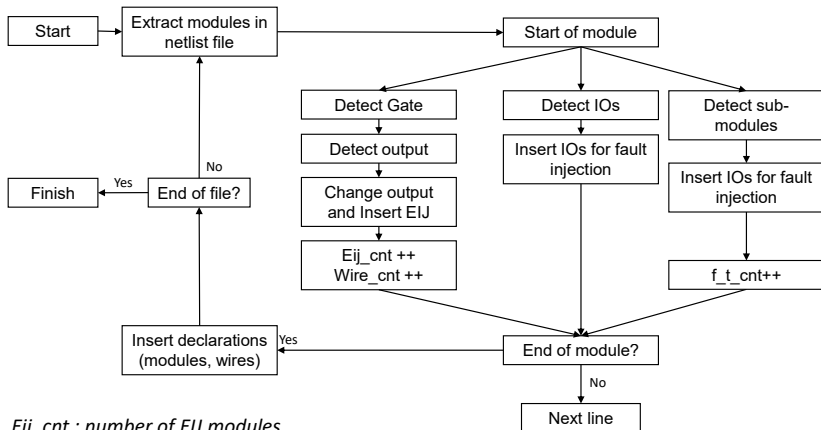 Start
Extract modules in
netlist file
Start of module
Detect Gate
Detect IOs
Detect sub-
modules
Detect output
Insert IOs for fault
injection
Insert IOs for fault
injection
Change output
and Insert EIJ
Eij_cnt ++
Wire_cnt ++
f_t_cnt++
No
Finish
Yes
End of file?
Insert declarations
(modules, wires)
Yes
End of module?
No
Next line